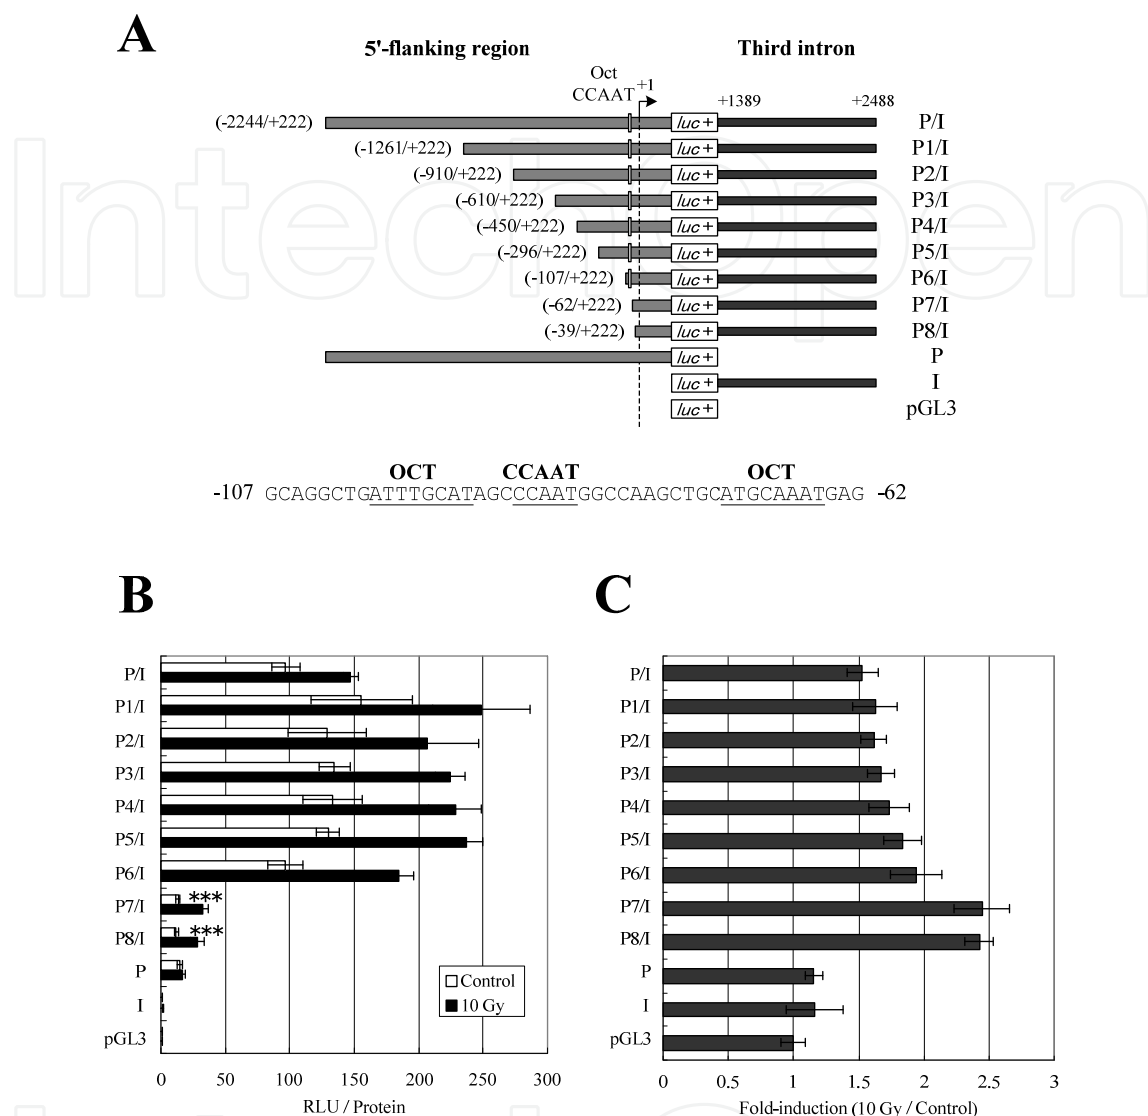 A
5'-flanking region
Third intron
Oct
CCAAT
+1
+1389
+2488
(-2244/+222) luc+ P/I
(-1261/+222) luc+ P1/I
(-910/+222) luc+ P2/I
(-610/+222) luc+ P3/I
(-450/+222) luc+ P4/I
(-296/+222) luc+ P5/I
(-107/+222) luc+ P6/I
(-62/+222) luc+ P7/I
(-39/+222) luc+ P8/I
luc+ P
luc+ I
luc+ pGL3
OCT CCAAT OCT
-107 GCAGGCTGATTTGCATAGCCCAATGGCCAAGCTGCATGCAAATGAG -62
B
P/I
P1/I
P2/I
P3/I
P4/I
P5/I
P6/I
P7/I ***
P8/I ***
P
I
pGL3
Control
10 Gy
0 50 100 150 200 250 300
RLU / Protein
C
P/I
P1/I
P2/I
P3/I
P4/I
P5/I
P6/I
P7/I
P8/I
P
I
pGL3
0 0.5 1 1.5 2 2.5 3
Fold-induction (10 Gy / Control)
IntechOpen